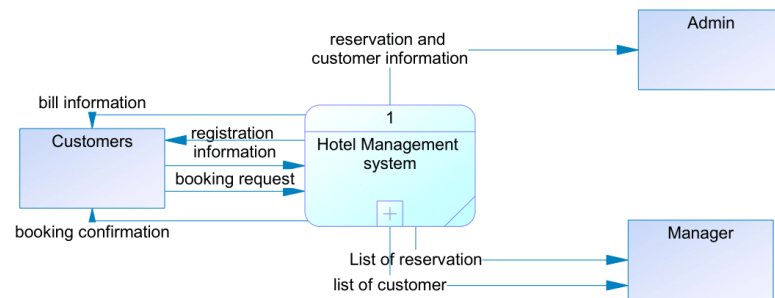 Admin
reservation and
customer information
bill information
1
Customers
registration
information
Hotel Management
system
booking request
booking confirmation
Manager
List of reservation
list of customer